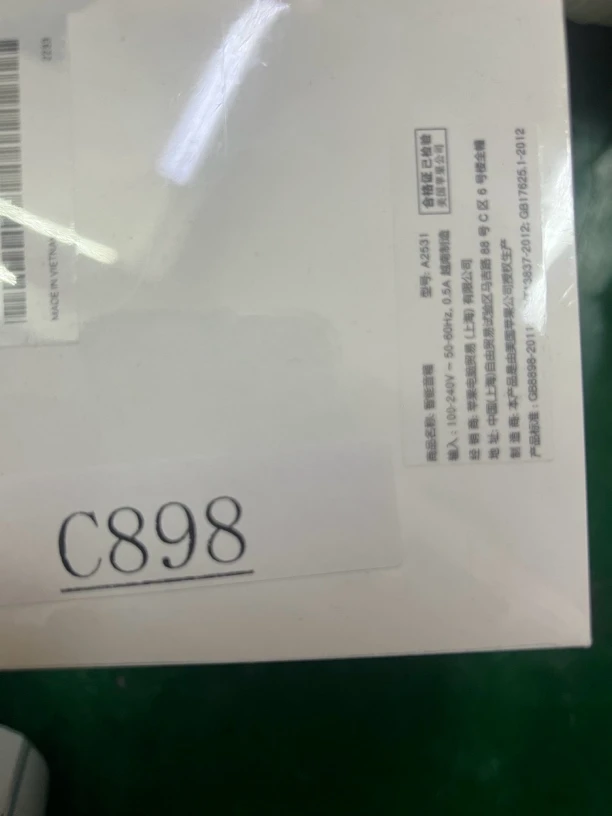 2233
MADE IN VIETNAM
合格证 已检验
美国苹果公司
商品名称: 智能音箱 型号: A2531
输入: 100-240V ~ 50-60Hz, 0.5A 越南制造
经 销 商: 苹果电脑贸易 (上海) 有限公司
地 址: 中国(上海)自由贸易试验区马吉路 88 号 C 区 6 号楼全幢
制 造 商: 本产品是由美国苹果公司授权生产
产品标准: GB8898-2011 13837-2012; GB17625.1-2012
C898